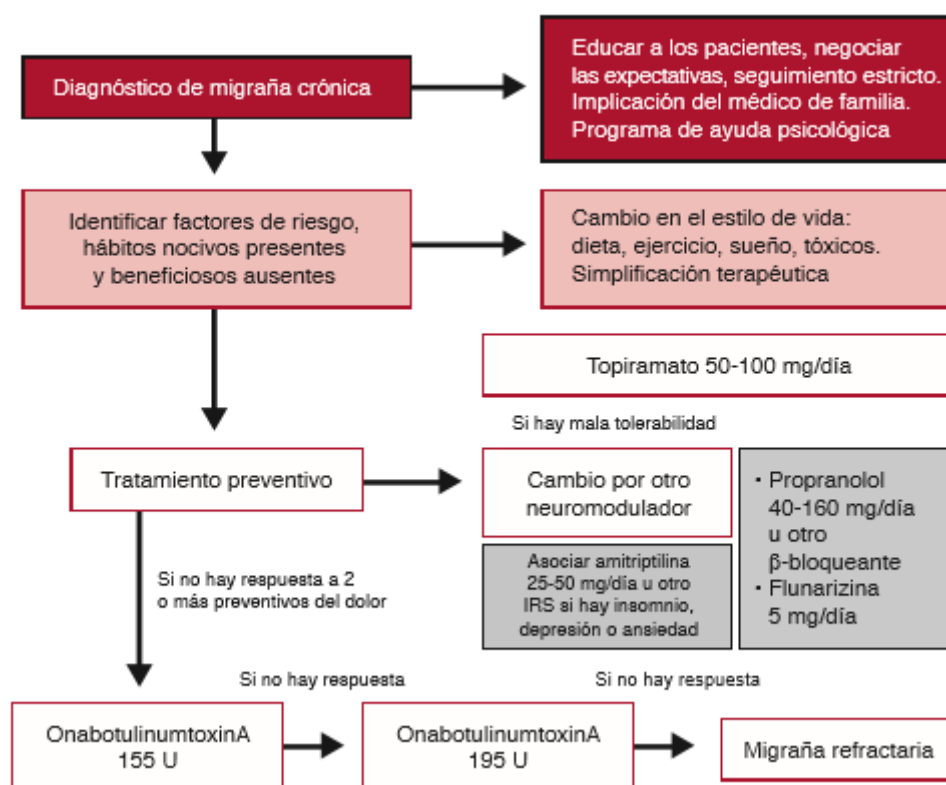 Diagnóstico de migraña crónica
Educar a los pacientes, negociar
las expectativas, seguimiento estricto.
Implicación del médico de familia.
Programa de ayuda psicológica
Identificar factores de riesgo,
hábitos nocivos presentes
y beneficiosos ausentes
Cambio en el estilo de vida:
dieta, ejercicio, sueño, tóxicos.
Simplificación terapéutica
Topiramato 50-100 mg/día
Si hay mala tolerabilidad
Tratamiento preventivo
Cambio por otro
neuromodulador
Asociar amitriptilina
25-50 mg/día u otro
IRS si hay insomnio,
depresión o ansiedad
• Propranolol
40-160 mg/día
u otro
β-bloqueante
• Flunarizina
5 mg/día
Si no hay respuesta a 2
o más preventivos del dolor
Si no hay respuesta
Si no hay respuesta
OnabotulinumtoxinA
155 U
OnabotulinumtoxinA
195 U
Migraña refractaria